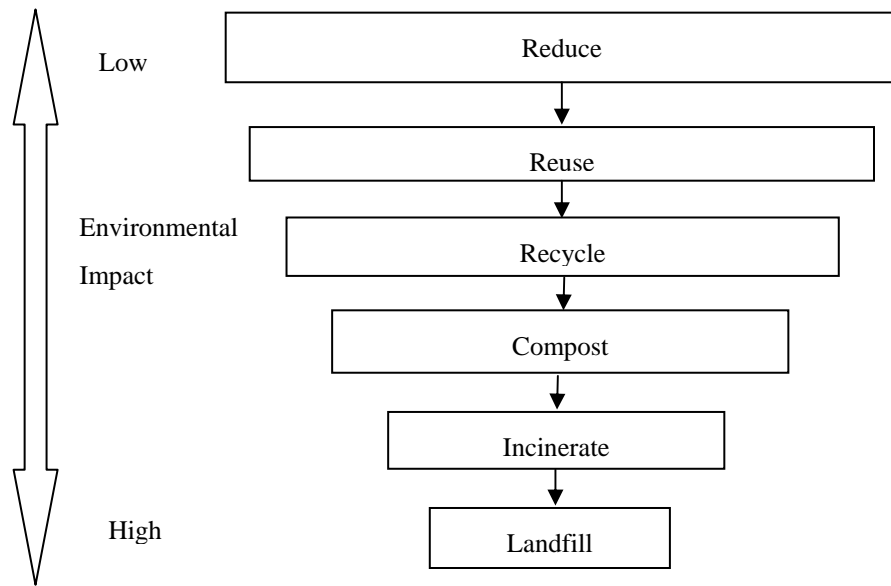 Reduce
Low
Reuse
Environmental
Impact
Recycle
Compost
Incinerate
High
Landfill